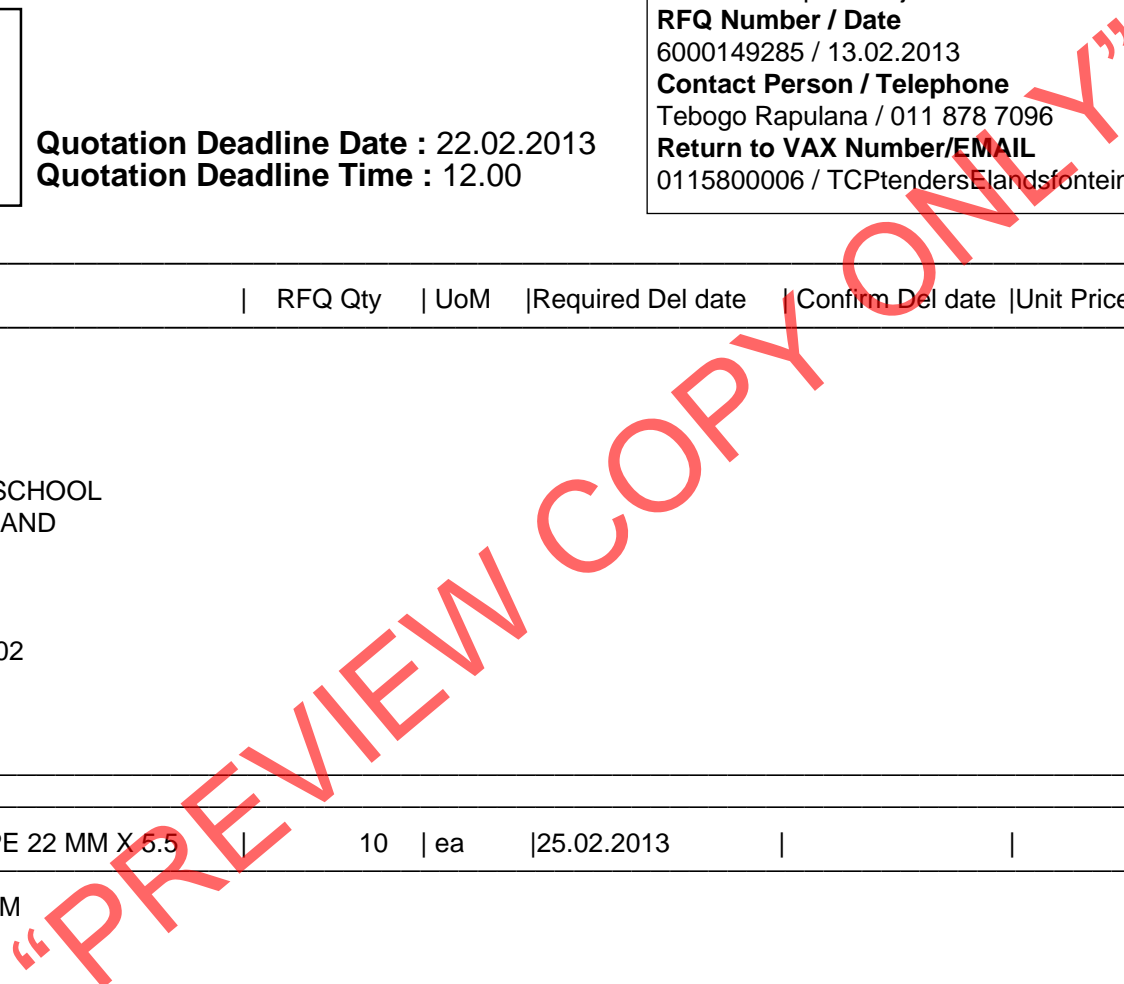 RFQ Number / Date
6000149285 / 13.02.2013
Contact Person / Telephone
Tebogo Rapulana / 011 878 7096
Return to VAX Number/EMAIL
0115800006 / TCPtendersElandsfontein
Quotation Deadline Date : 22.02.2013
Quotation Deadline Time : 12.00
| RFQ Qty | UoM |Required Del date | Confirm Del date |Unit Price
SCHOOL
AND
02
PE 22 MM X 5.5 | 10 | ea |25.02.2013 | |
M
“PREVIEW COPY ONLY”